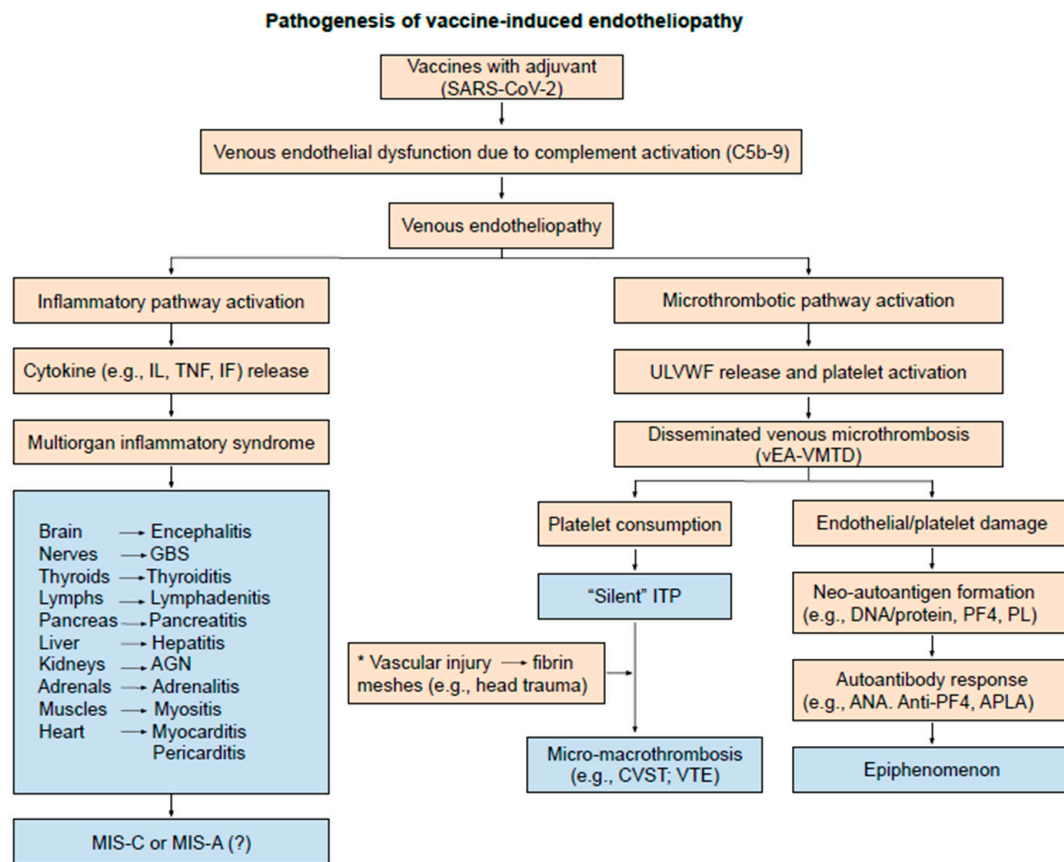 Pathogenesis of vaccine-induced endotheliopathy
Vaccines with adjuvant
(SARS-CoV-2)
Venous endothelial dysfunction due to complement activation (C5b-9)
Venous endotheliopathy
Inflammatory pathway activation
Cytokine (e.g., IL, TNF, IF) release
Multiorgan inflammatory syndrome
Brain → Encephalitis
Nerves → GBS
Thyroids → Thyroiditis
Lymphs → Lymphadenitis
Pancreas → Pancreatitis
Liver → Hepatitis
Kidneys → AGN
Adrenals → Adrenalitis
Muscles → Myositis
Heart → Myocarditis
Pericarditis
MIS-C or MIS-A (?)
Microthrombotic pathway activation
ULVWF release and platelet activation
Disseminated venous microthrombosis
(vEA-VMTD)
Platelet consumption
“Silent” ITP
* Vascular injury → fibrin
meshes (e.g., head trauma)
Micro-macrothrombosis
(e.g., CVST; VTE)
Endothelial/platelet damage
Neo-autoantigen formation
(e.g., DNA/protein, PF4, PL)
Autoantibody response
(e.g., ANA. Anti-PF4, APLA)
Epiphenomenon